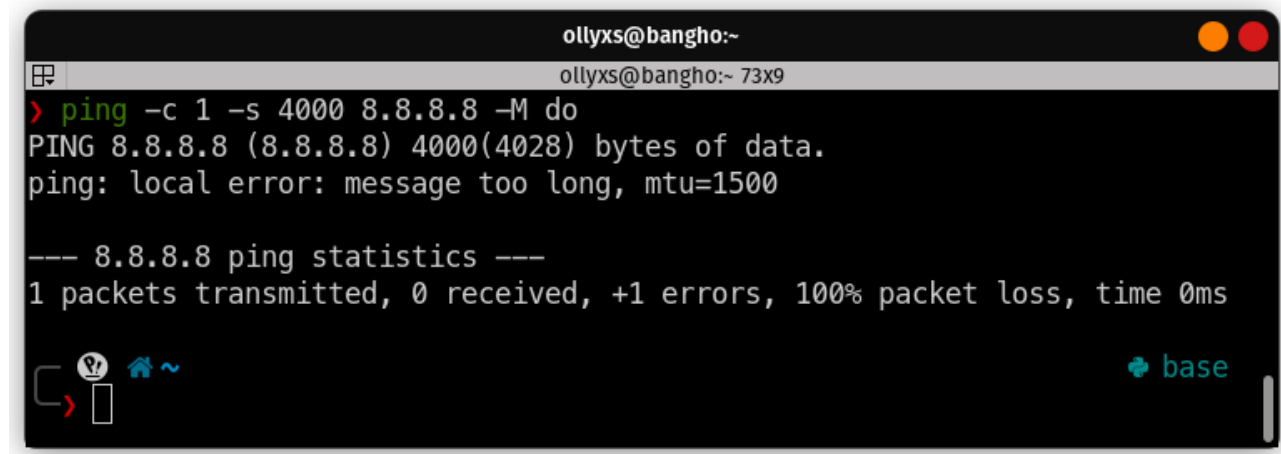 ollyxs@bangho:~
ollyxs@bangho:~ 73x9
❯ ping -c 1 -s 4000 8.8.8.8 -M do
PING 8.8.8.8 (8.8.8.8) 4000(4028) bytes of data.
ping: local error: message too long, mtu=1500
--- 8.8.8.8 ping statistics ---
1 packets transmitted, 0 received, +1 errors, 100% packet loss, time 0ms
~ base
❯